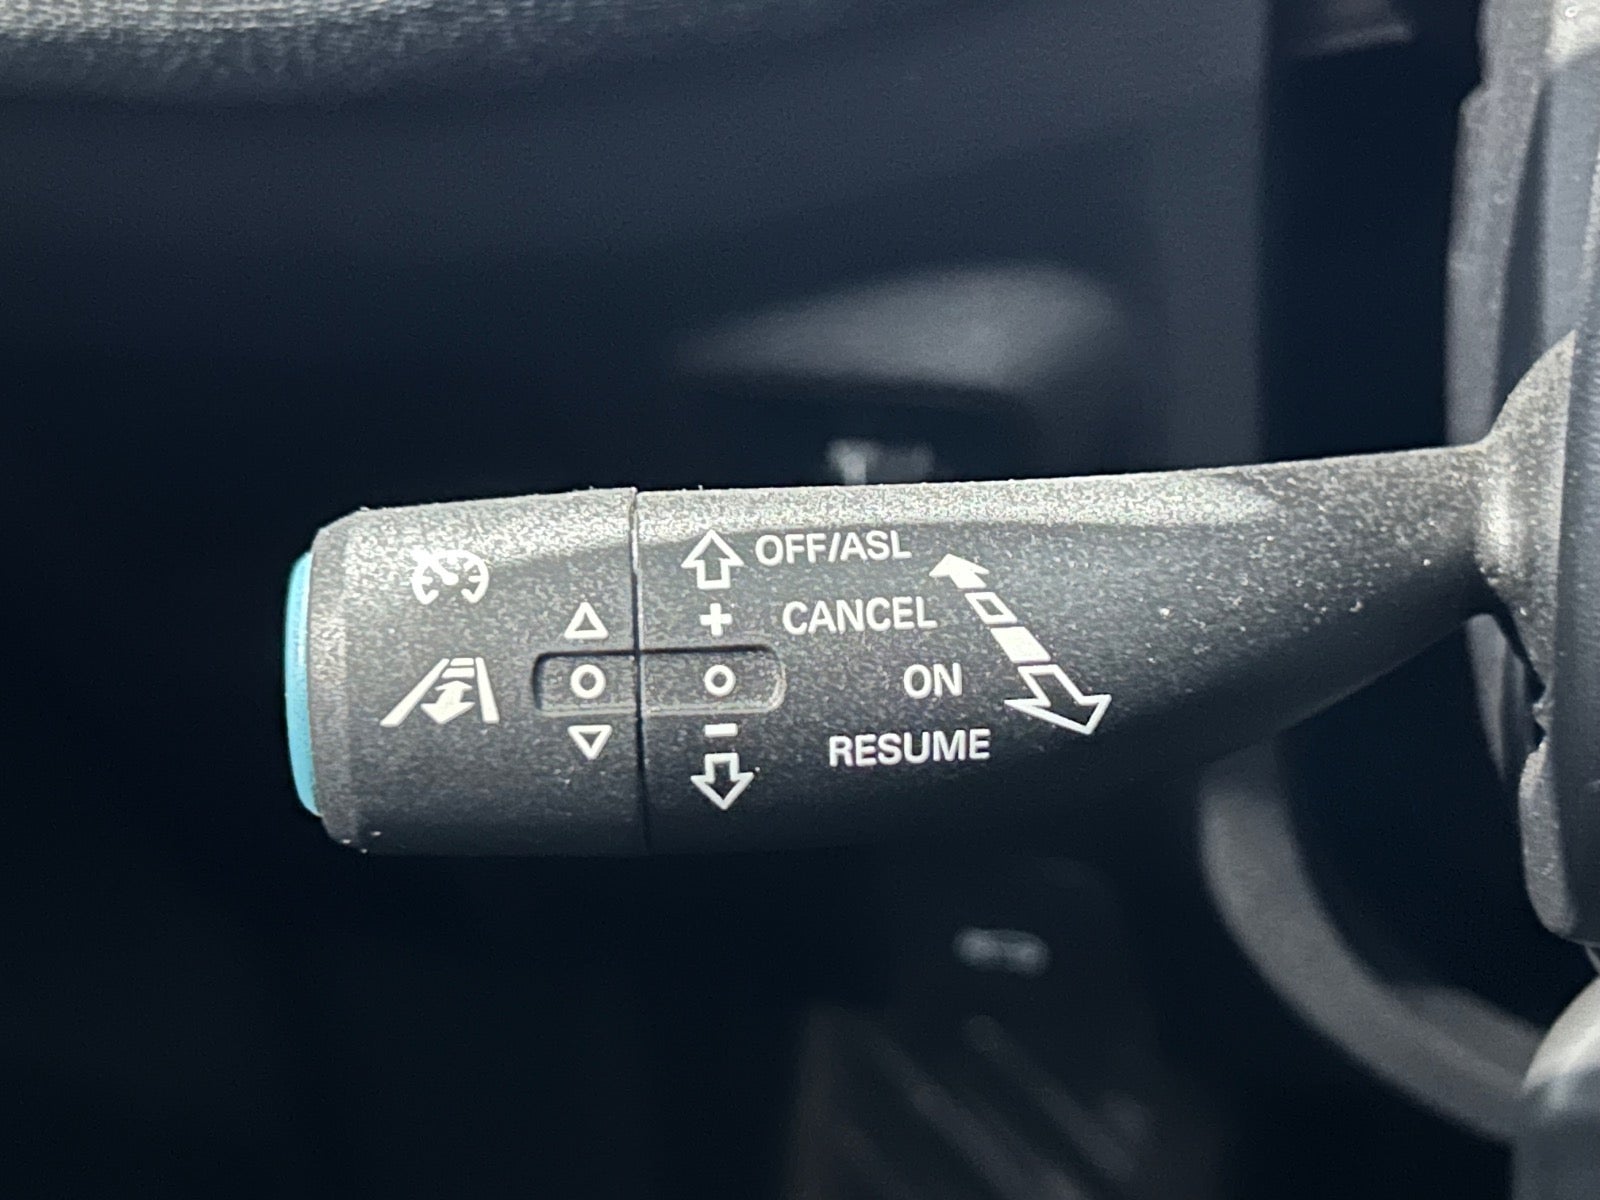 OFF/ASL
+ CANCEL
ON
− RESUME